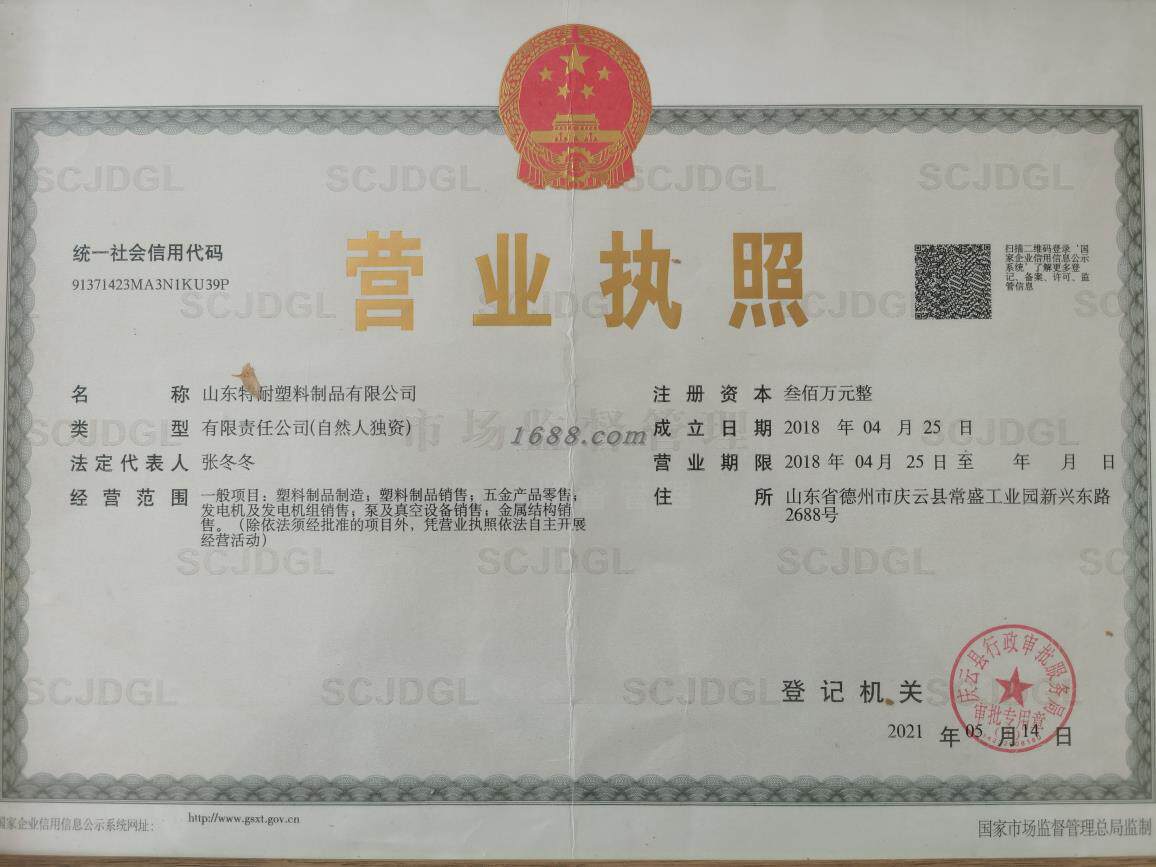 营业执照
统一社会信用代码
91371423MA3N1KU39P
扫描二维码登录‘国
家企业信用信息公示
系统’了解更多登
记、备案、许可、监
管信息
名称 山东特耐塑料制品有限公司
类型 有限责任公司(自然人独资)
法定代表人 张冬冬
经营范围 一般项目：塑料制品制造；塑料制品销售；五金产品零售；
发电机及发电机组销售；泵及真空设备销售；金属结构销
售。（除依法须经批准的项目外，凭营业执照依法自主开展
经营活动）
注册资本 叁佰万元整
成立日期 2018 年 04 月 25 日
营业期限 2018 年 04 月 25 日 至 年 月 日
住所 山东省德州市庆云县常盛工业园新兴东路
2688号
1688.com
市场监督管理
SCJDGL SCJDGL SCJDGL SCJDGL
SCJDGL SCJDGL SCJDGL SCJDGL
登记机关
庆云县行政审批服务局
审批专用章
2021 年 05 月 14 日
国家企业信用信息公示系统网址：
http://www.gsxt.gov.cn
国家市场监督管理总局监制